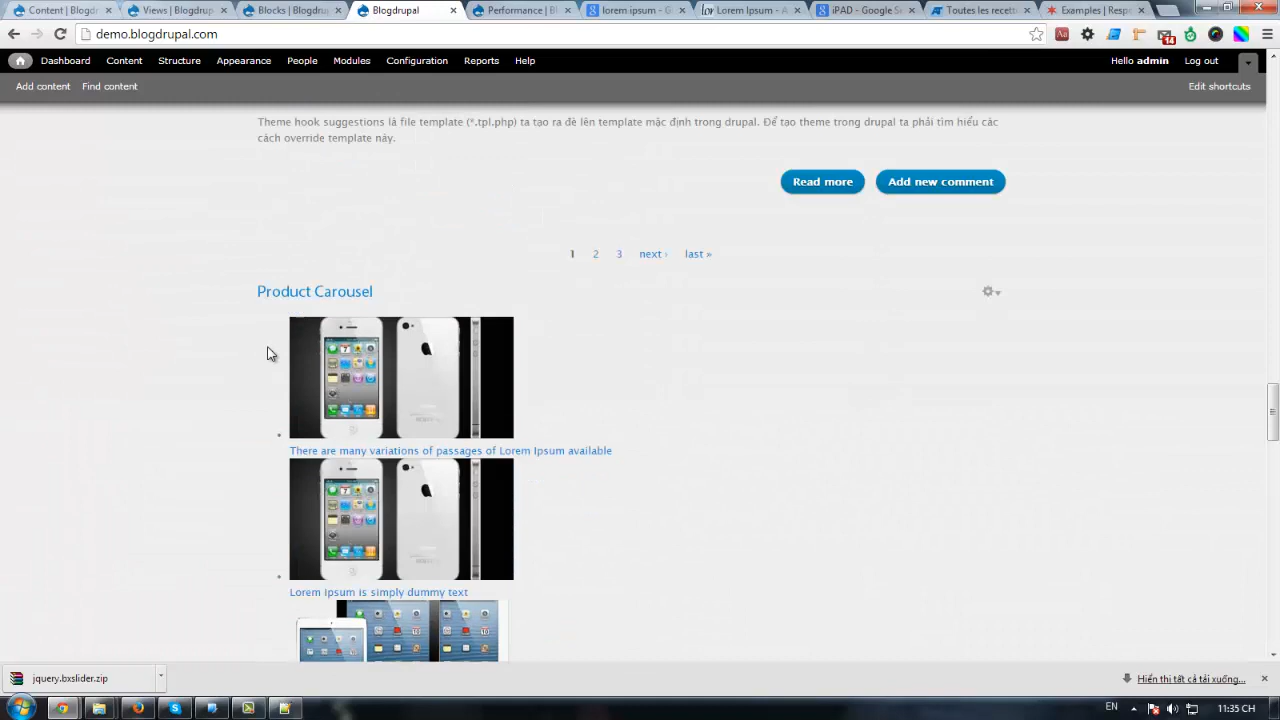 Content | Blogdr
Views | Blogdrup
Blocks | Blogdru
Blogdrupal
Performance | Bl
lorem ipsum - G
Lorem Ipsum - A
iPAD - Google Se
Toutes les recett
Examples | Resp
demo.blogdrupal.com
14
Dashboard Content Structure Appearance People Modules Configuration Reports Help
Hello admin Log out
Add content Find content
Edit shortcuts
Theme hook suggestions là file template (*.tpl.php) ta tạo ra đè lên template mặc định trong drupal. Để tạo theme trong drupal ta phải tìm hiểu các
cách override template này.
Read more Add new comment
1 2 3 next › last »
Product Carousel
There are many variations of passages of Lorem Ipsum available
Lorem Ipsum is simply dummy text
jquery.bxslider.zip
Hiển thị tất cả tải xuống...
EN
11:35 CH